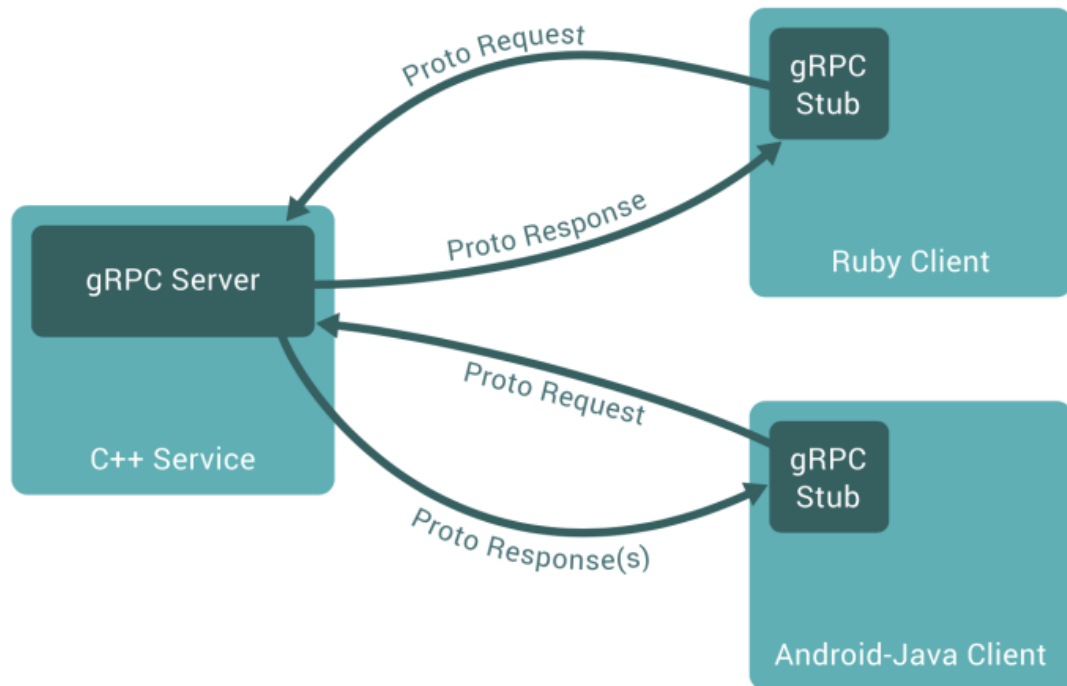 Proto Request
gRPC
Stub
Proto Response
Ruby Client
gRPC Server
C++ Service
Proto Request
gRPC
Stub
Proto Response(s)
Android-Java Client